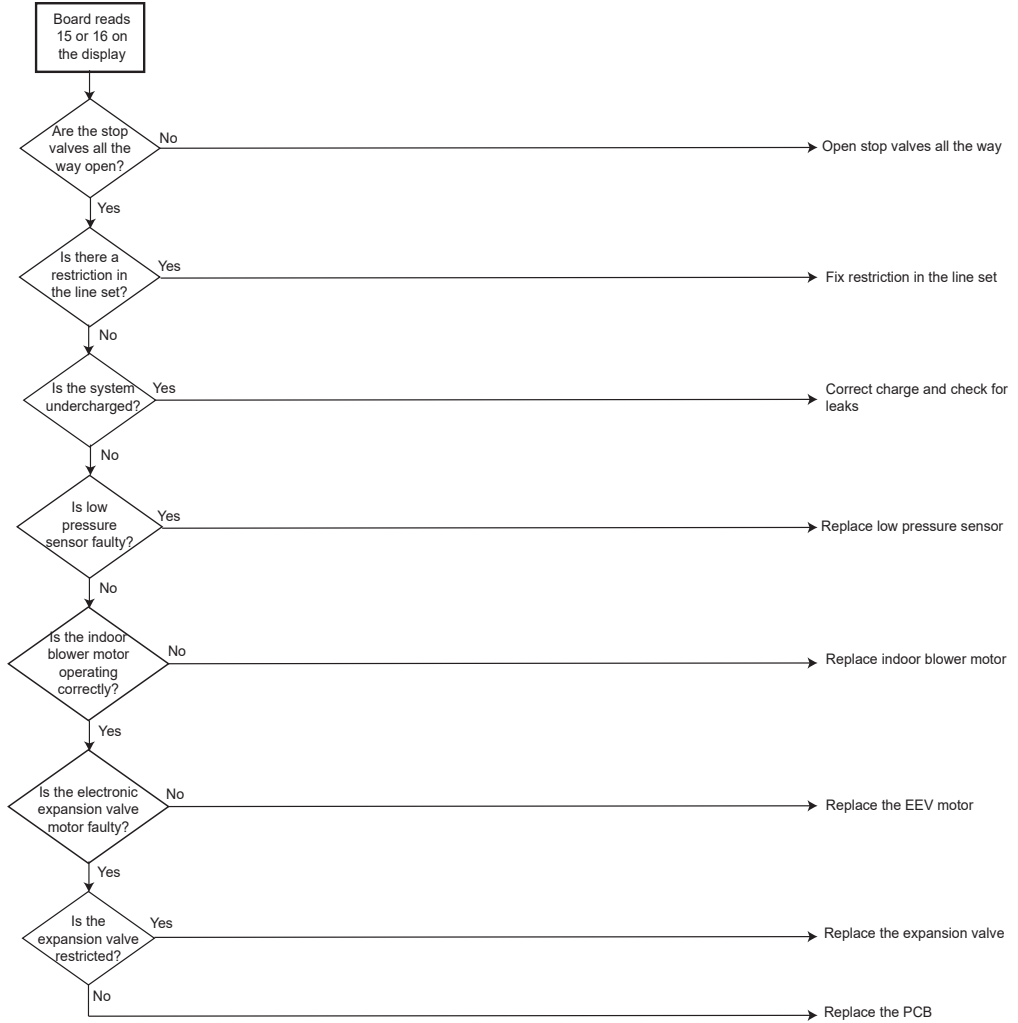 Board reads
15 or 16 on
the display
Are the stop
valves all the
way open?
No
Open stop valves all the way
Yes
Is there a
restriction in
the line set?
Yes
Fix restriction in the line set
No
Is the system
undercharged?
Yes
Correct charge and check for
leaks
No
Is low
pressure
sensor faulty?
Yes
Replace low pressure sensor
No
Is the indoor
blower motor
operating
correctly?
No
Replace indoor blower motor
Yes
Is the electronic
expansion valve
motor faulty?
No
Replace the EEV motor
Yes
Is the
expansion valve
restricted?
Yes
Replace the expansion valve
No
Replace the PCB